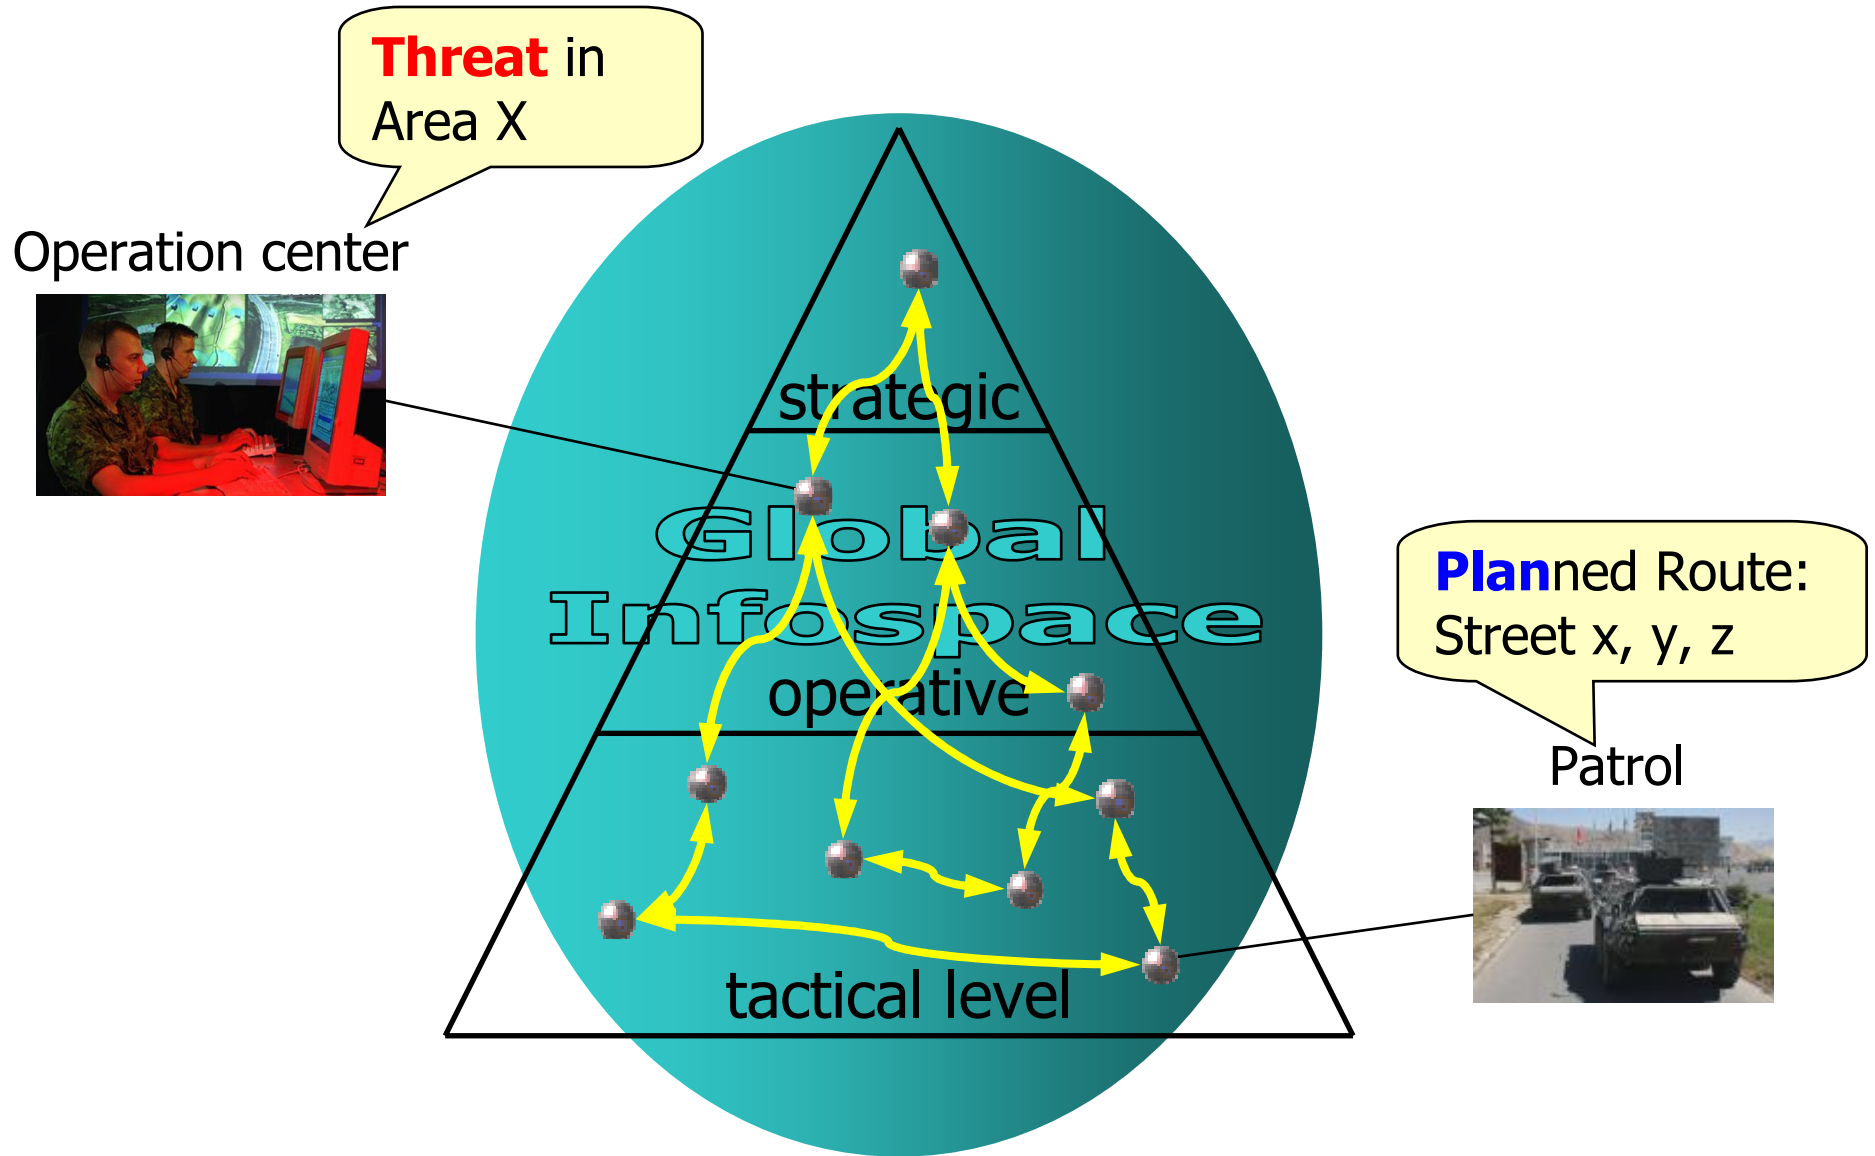 Threat in
Area X
Operation center
strategic
Global
Infospace
operative
Planned Route:
Street x, y, z
Patrol
tactical level